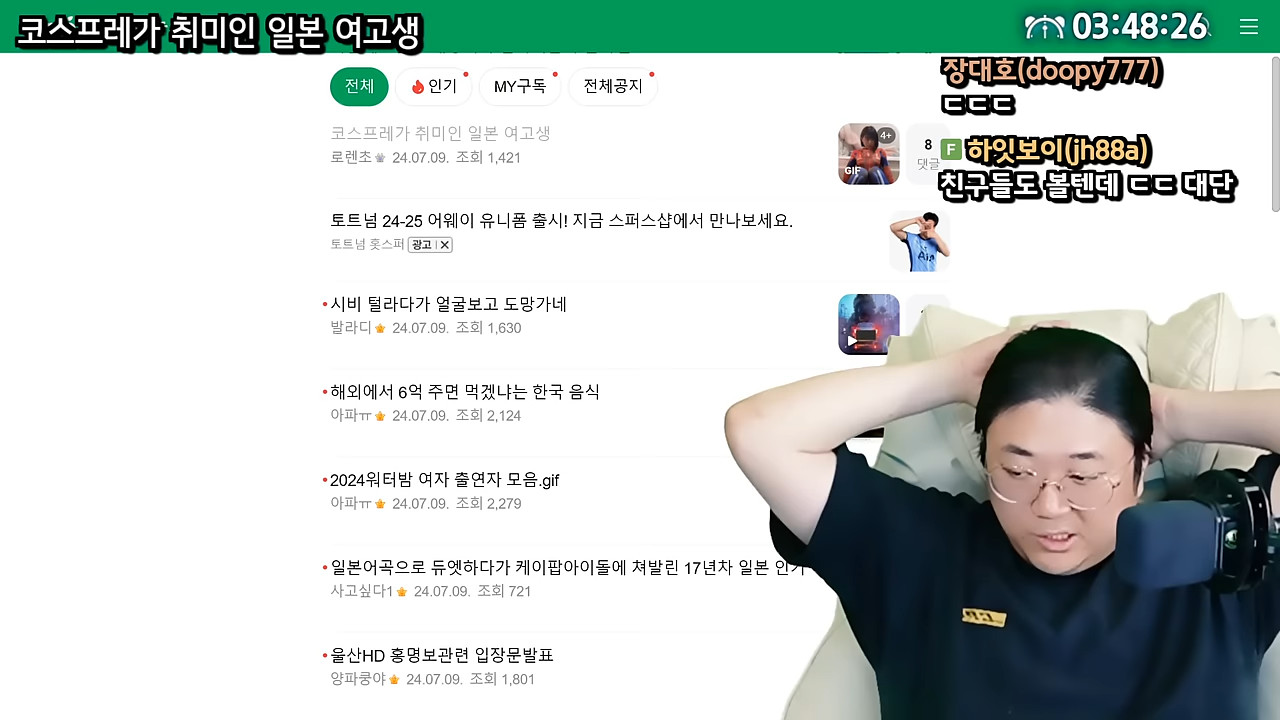 코스프레가 취미인 일본 여고생
03:48:26
전체
인기
MY구독
전체공지
장대호(doopy777)
ㄷㄷㄷ
F 하잇보이(jh88a)
친구들도 볼텐데 ㄷㄷ 대단
코스프레가 취미인 일본 여고생
로렌초 24.07.09. 조회 1,421
4+
GIF
8
댓글
토트넘 24-25 어웨이 유니폼 출시! 지금 스퍼스샵에서 만나보세요.
토트넘 홋스퍼 광고 X
AIA
시비 털라다가 얼굴보고 도망가네
발라디 24.07.09. 조회 1,630
해외에서 6억 주면 먹겠냐는 한국 음식
아파ㅠ 24.07.09. 조회 2,124
2024워터밤 여자 출연자 모음.gif
아파ㅠ 24.07.09. 조회 2,279
일본어곡으로 듀엣하다가 케이팝아이돌에 쳐발린 17년차 일본 인기
사고싶다1 24.07.09. 조회 721
울산HD 홍명보관련 입장문발표
양파쿵야 24.07.09. 조회 1,801